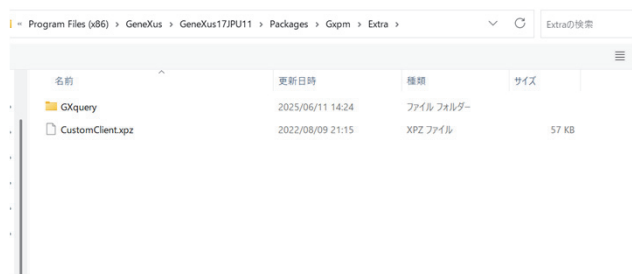 Program Files (x86) › GeneXus › GeneXus17JPU11 › Packages › Gxpm › Extra › Extraの検索
名前 更新日時 種類 サイズ
GXquery 2025/06/11 14:24 ファイル フォルダー
CustomClient.xpz 2022/08/09 21:15 XPZ ファイル 57 KB